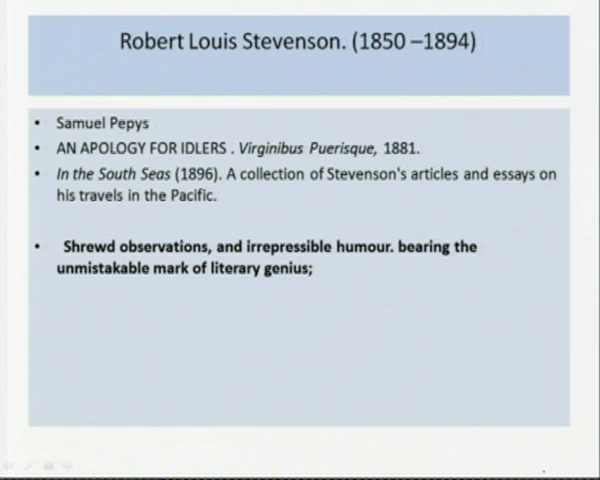 Robert Louis Stevenson. (1850 –1894)
• Samuel Pepys
• AN APOLOGY FOR IDLERS . Virginibus Puerisque, 1881.
• In the South Seas (1896). A collection of Stevenson's articles and essays on
his travels in the Pacific.
• Shrewd observations, and irrepressible humour. bearing the
unmistakable mark of literary genius;